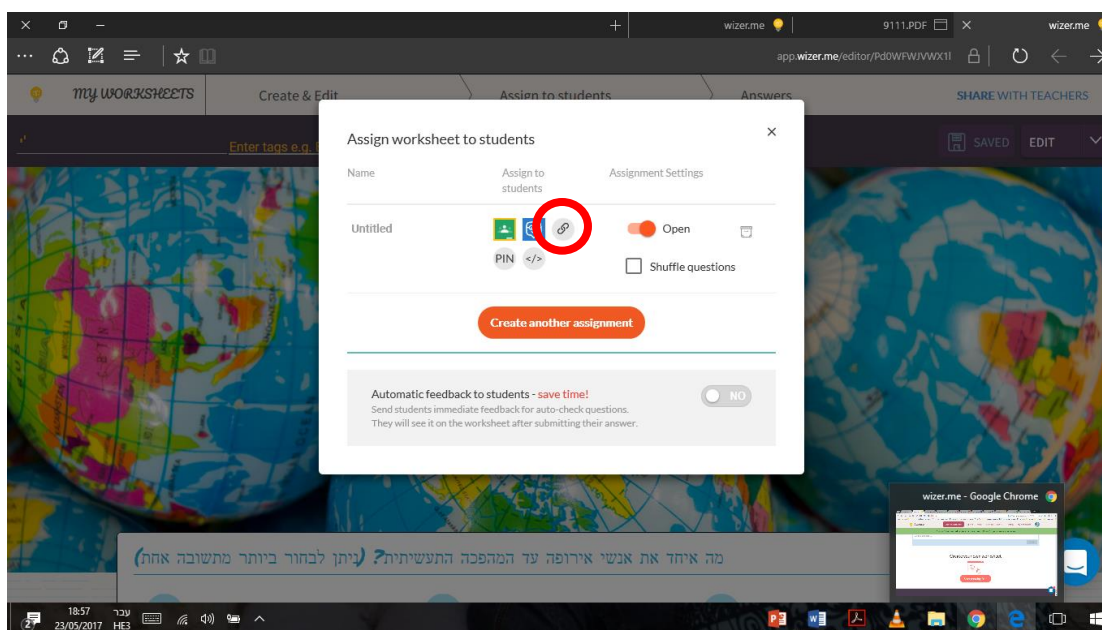 wizer.me
9111.PDF
wizer.me
app.wizer.me/editor/Pd0WFWJVWX1l
MY WORKSHEETS
Create & Edit
Assign to students
Answers
SHARE WITH TEACHERS
Enter tags e.g.
SAVED
EDIT
Assign worksheet to students
Name
Assign to
students
Assignment Settings
Untitled
Open
PIN </>
Shuffle questions
Create another assignment
Automatic feedback to students - save time!
NO
Send students immediate feedback for auto-check questions.
They will see it on the worksheet after submitting their answer.
wizer.me - Google Chrome
מה איחד את אנשי אירופה עד המהפכה התעשיתית? (ניתן לבחור ביותר מתשובה אחת)
18:57
23/05/2017
עבר
HE3
2